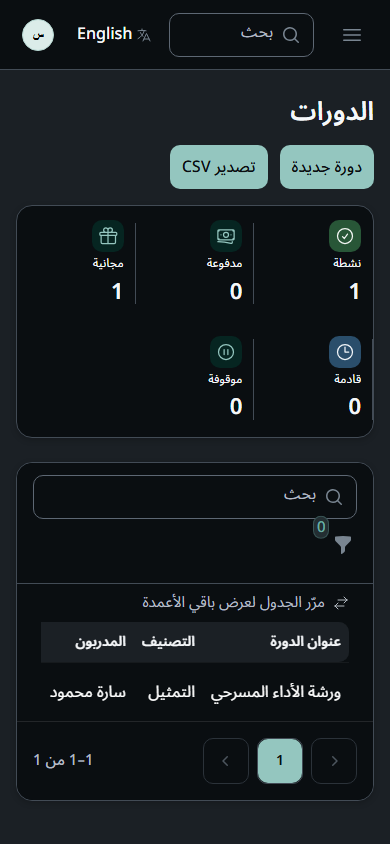 بحث
English
س
الدورات
دورة جديدة
تصدير CSV
نشطة
1
مدفوعة
0
مجانية
1
قادمة
0
موقوفة
0
بحث
0
مرّر الجدول لعرض باقي الأعمدة
عنوان الدورة التصنيف المدربون
ورشة الأداء المسرحي التمثيل سارة محمود
1
1–1 من 1